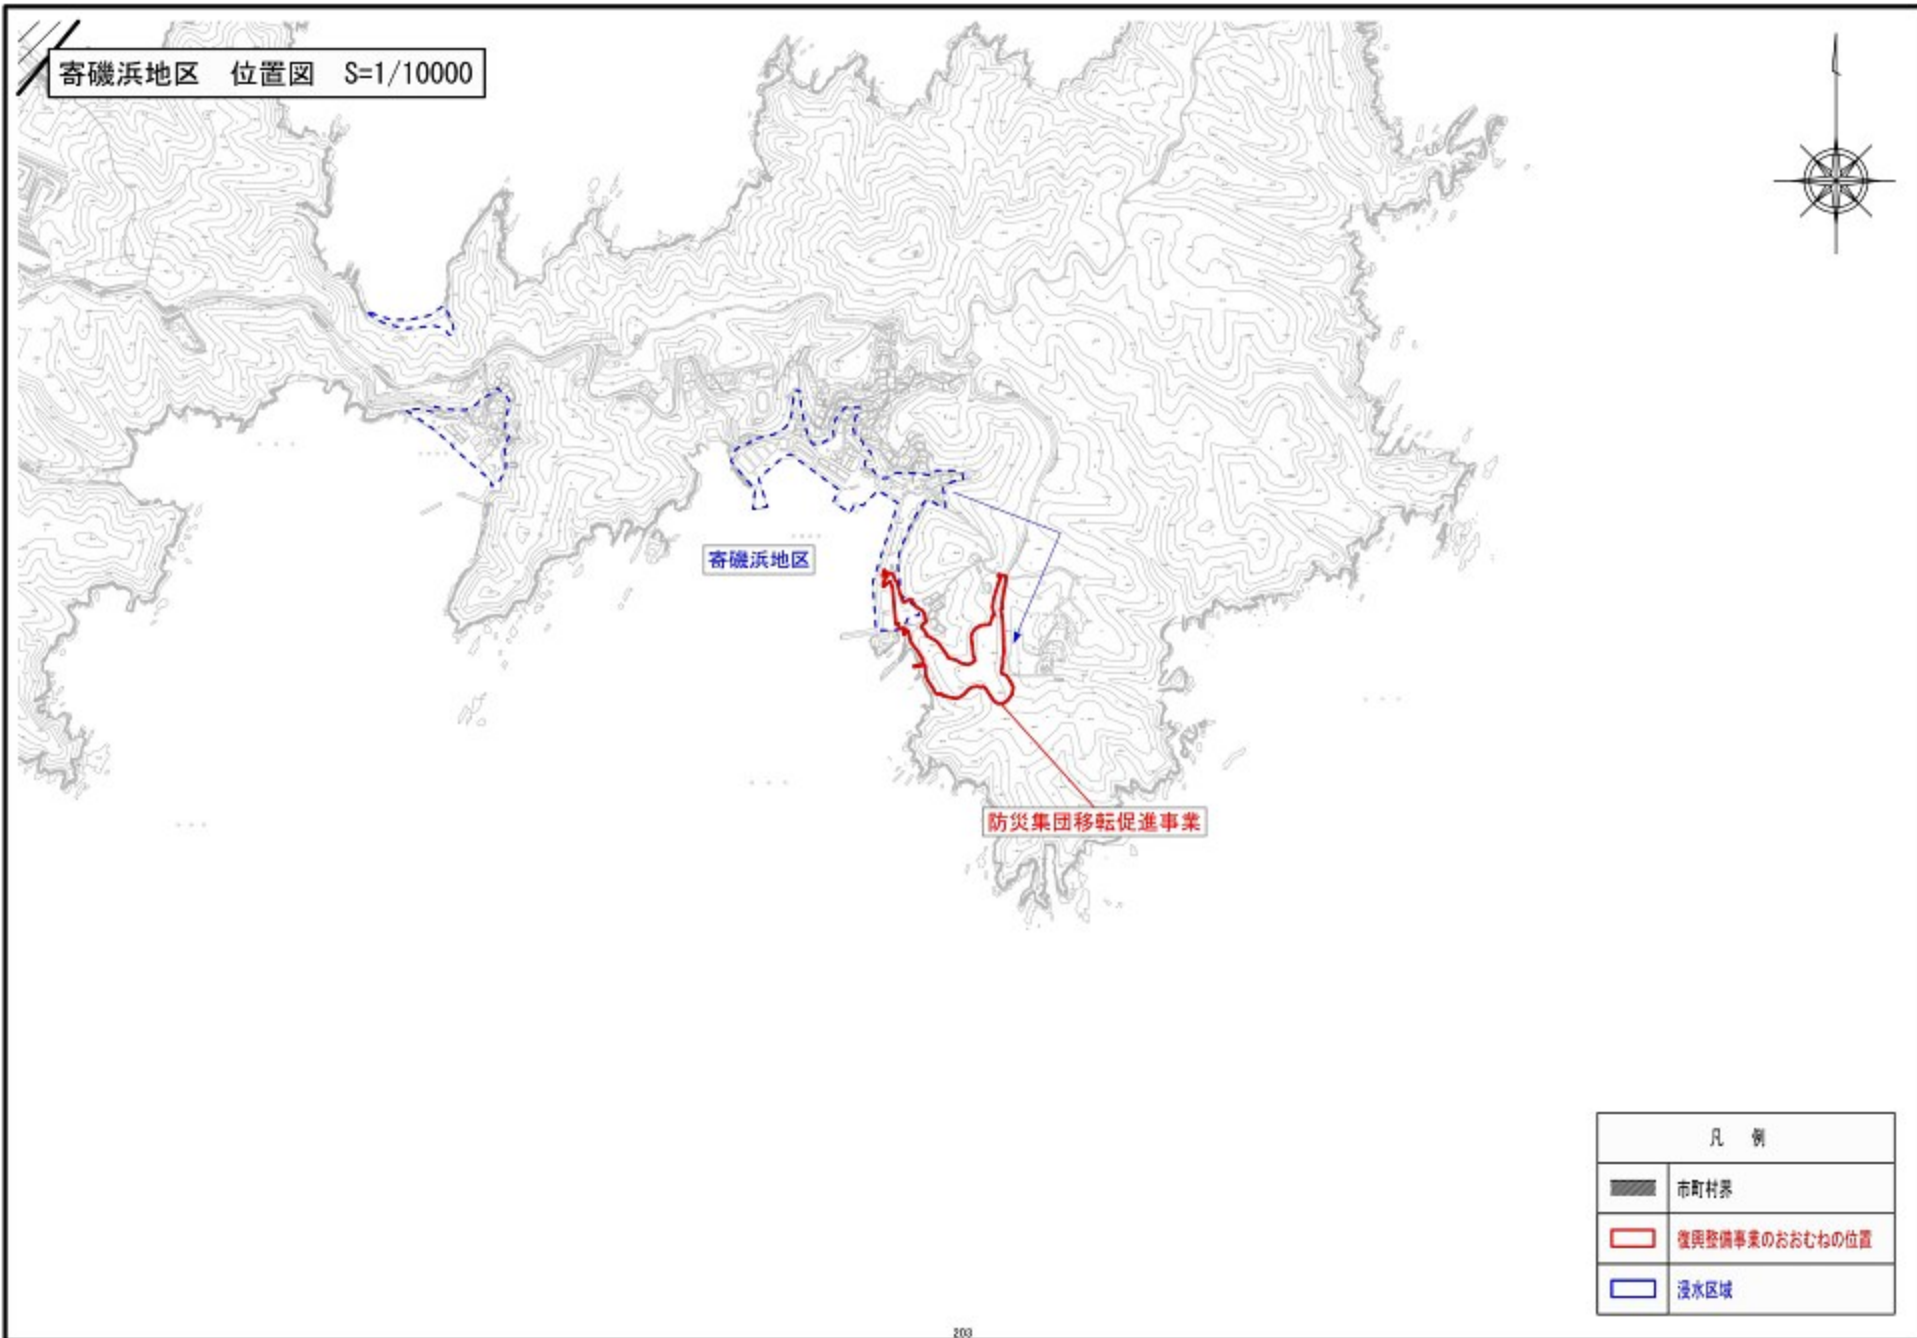 寄磯浜地区　位置図　S=1/10000
寄磯浜地区
防災集団移転促進事業
凡　例
市町村界
復興整備事業のおおむねの位置
浸水区域
203